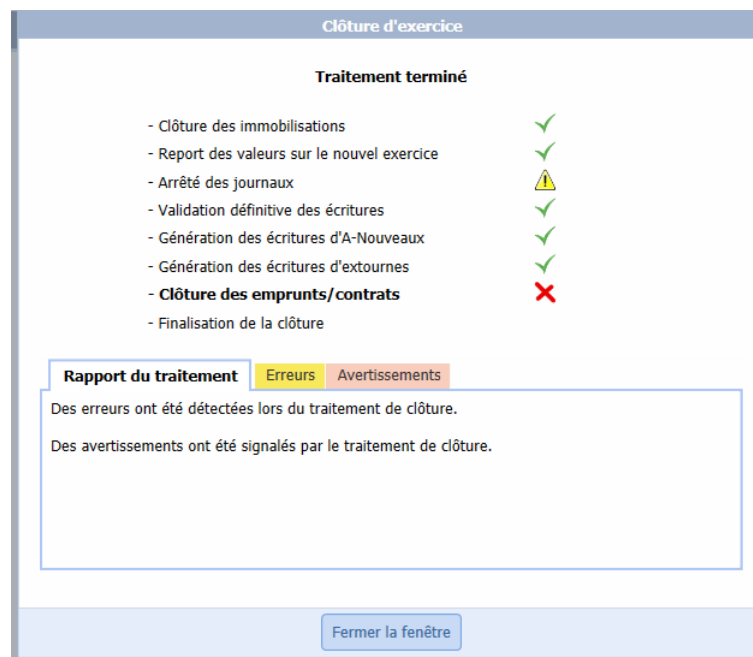 Clôture d'exercice
Traitement terminé
- Clôture des immobilisations
- Report des valeurs sur le nouvel exercice
- Arrêté des journaux
- Validation définitive des écritures
- Génération des écritures d'A-Nouveaux
- Génération des écritures d'extournes
- Clôture des emprunts/contrats
- Finalisation de la clôture
Rapport du traitement Erreurs Avertissements
Des erreurs ont été détectées lors du traitement de clôture.
Des avertissements ont été signalés par le traitement de clôture.
Fermer la fenêtre